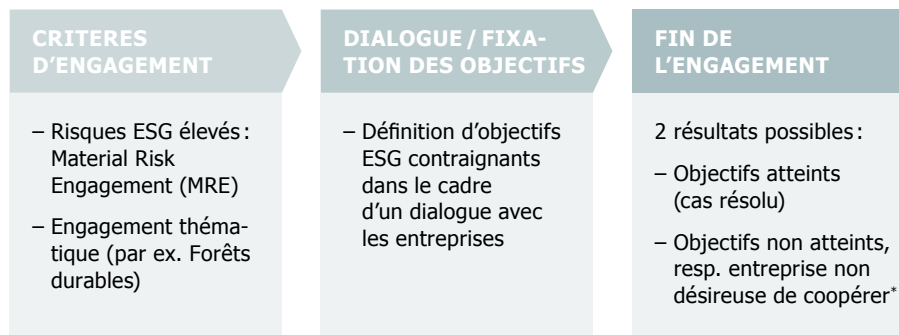 CRITERES
D'ENGAGEMENT
– Risques ESG élevés :
Material Risk
Engagement (MRE)
– Engagement théma-
tique (par ex. Forêts
durables)
DIALOGUE / FIXA-
TION DES OBJECTIFS
– Définition d'objectifs
ESG contraignants
dans le cadre
d'un dialogue avec
les entreprises
FIN DE
L'ENGAGEMENT
2 résultats possibles :
– Objectifs atteints
(cas résolu)
– Objectifs non atteints,
resp. entreprise non
désireuse de coopérer*